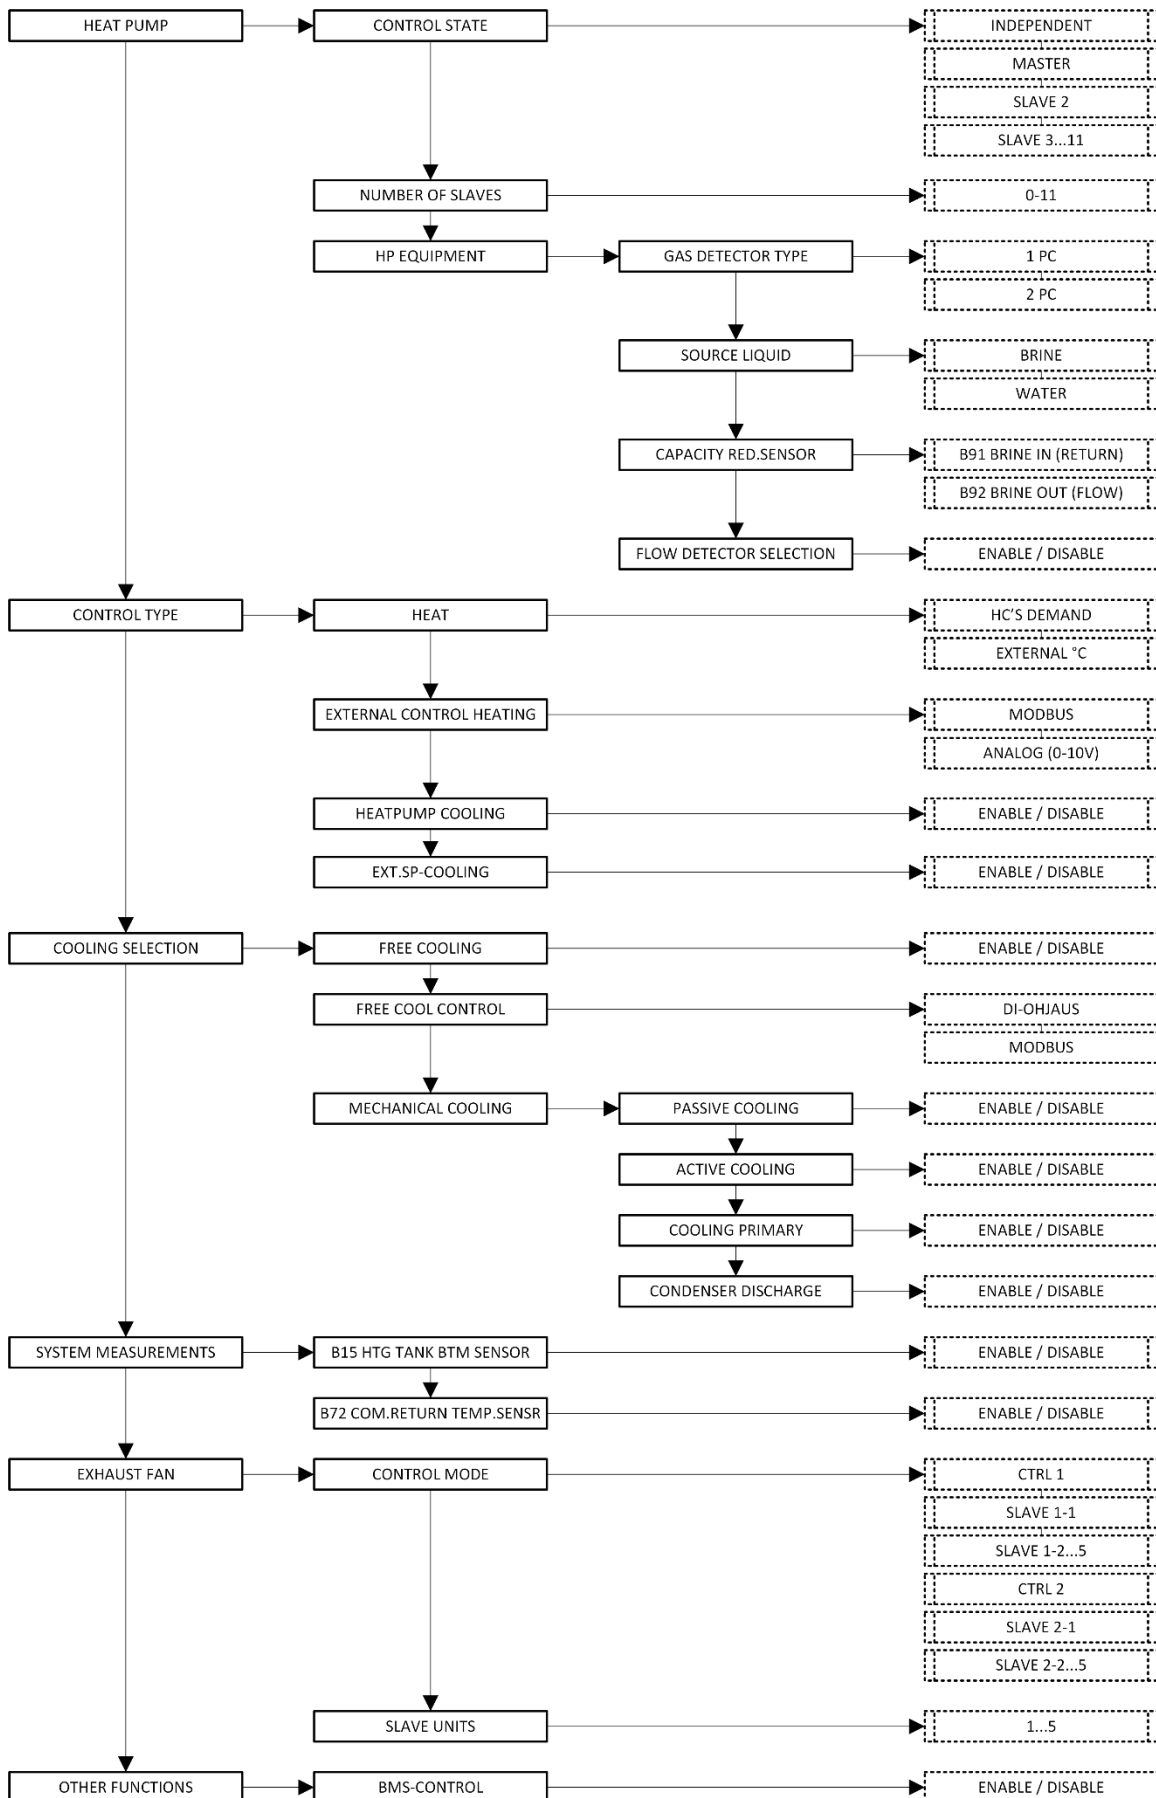 HEAT PUMP
CONTROL STATE
INDEPENDENT
MASTER
SLAVE 2
SLAVE 3...11
NUMBER OF SLAVES
0-11
HP EQUIPMENT
GAS DETECTOR TYPE
1 PC
2 PC
SOURCE LIQUID
BRINE
WATER
CAPACITY RED.SENSOR
B91 BRINE IN (RETURN)
B92 BRINE OUT (FLOW)
FLOW DETECTOR SELECTION
ENABLE / DISABLE
CONTROL TYPE
HEAT
HC'S DEMAND
EXTERNAL °C
EXTERNAL CONTROL HEATING
MODBUS
ANALOG (0-10V)
HEATPUMP COOLING
ENABLE / DISABLE
EXT.SP-COOLING
ENABLE / DISABLE
COOLING SELECTION
FREE COOLING
ENABLE / DISABLE
FREE COOL CONTROL
DI-OHJAUS
MODBUS
MECHANICAL COOLING
PASSIVE COOLING
ENABLE / DISABLE
ACTIVE COOLING
ENABLE / DISABLE
COOLING PRIMARY
ENABLE / DISABLE
CONDENSER DISCHARGE
ENABLE / DISABLE
SYSTEM MEASUREMENTS
B15 HTG TANK BTM SENSOR
ENABLE / DISABLE
B72 COM.RETURN TEMP.SENSR
ENABLE / DISABLE
EXHAUST FAN
CONTROL MODE
CTRL 1
SLAVE 1-1
SLAVE 1-2...5
CTRL 2
SLAVE 2-1
SLAVE 2-2...5
SLAVE UNITS
1...5
OTHER FUNCTIONS
BMS-CONTROL
ENABLE / DISABLE